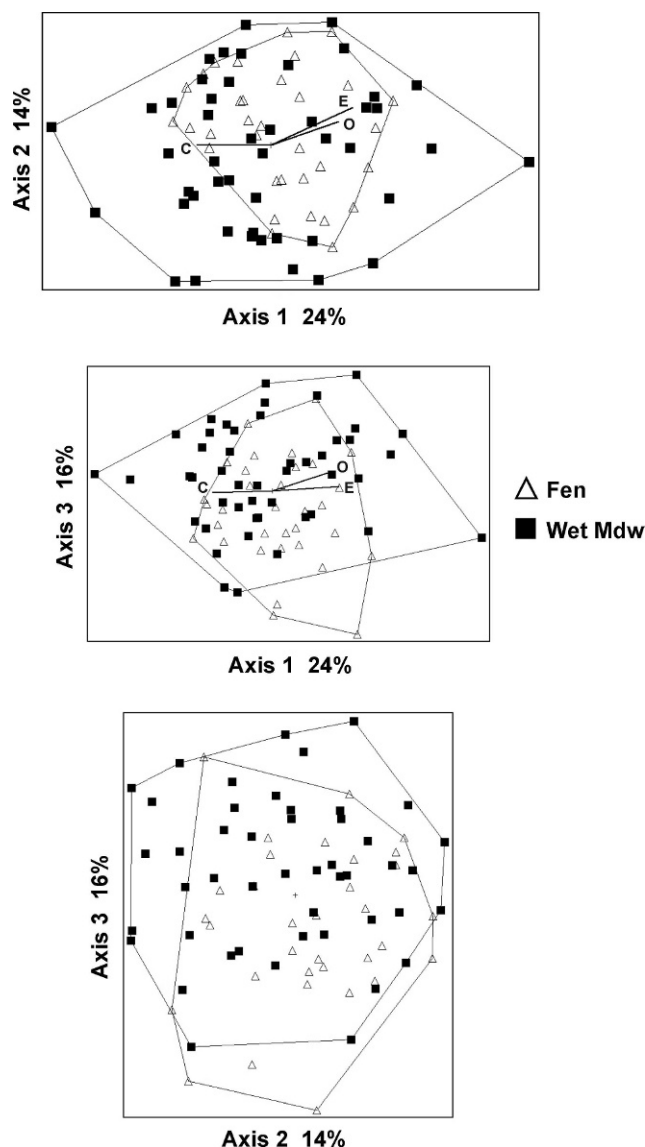 Axis 2 14%
E
O
C
Axis 1 24%
Axis 3 16%
O
C
E
Fen
Wet Mdw
Axis 1 24%
Axis 3 16%
Axis 2 14%